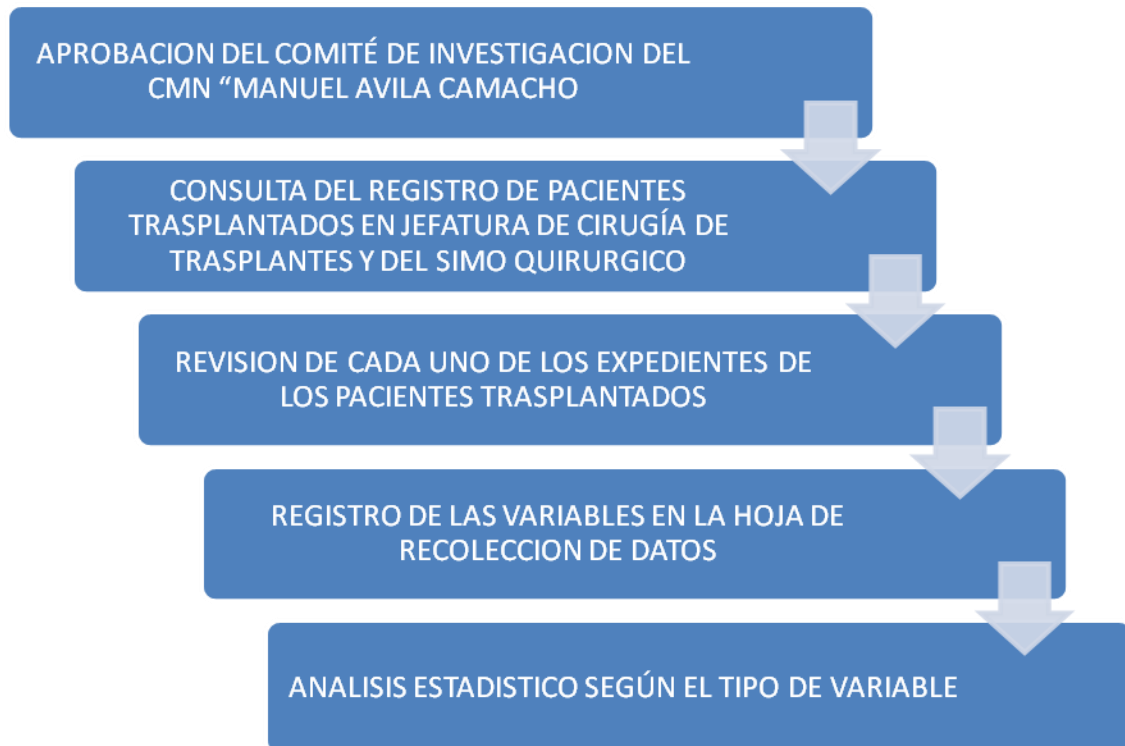 APROBACION DEL COMITÉ DE INVESTIGACION DEL
CMN “MANUEL AVILA CAMACHO
CONSULTA DEL REGISTRO DE PACIENTES
TRASPLANTADOS EN JEFATURA DE CIRUGÍA DE
TRASPLANTES Y DEL SIMO QUIRURGICO
REVISION DE CADA UNO DE LOS EXPEDIENTES DE
LOS PACIENTES TRASPLANTADOS
REGISTRO DE LAS VARIABLES EN LA HOJA DE
RECOLECCION DE DATOS
ANALISIS ESTADISTICO SEGÚN EL TIPO DE VARIABLE